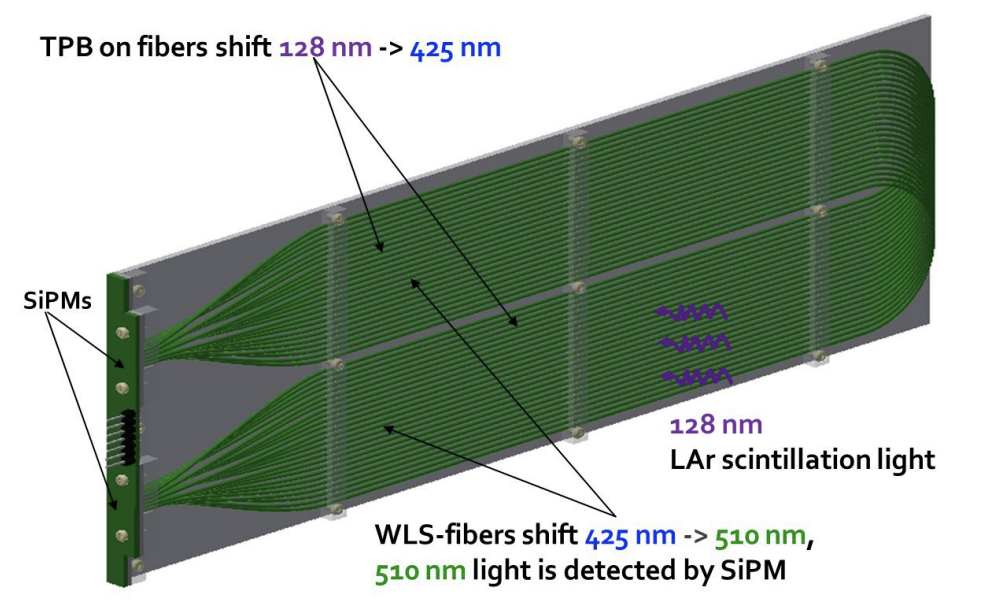 TPB on fibers shift 128 nm -> 425 nm
SiPMs
128 nm
LAr scintillation light
WLS-fibers shift 425 nm -> 510 nm,
510 nm light is detected by SiPM